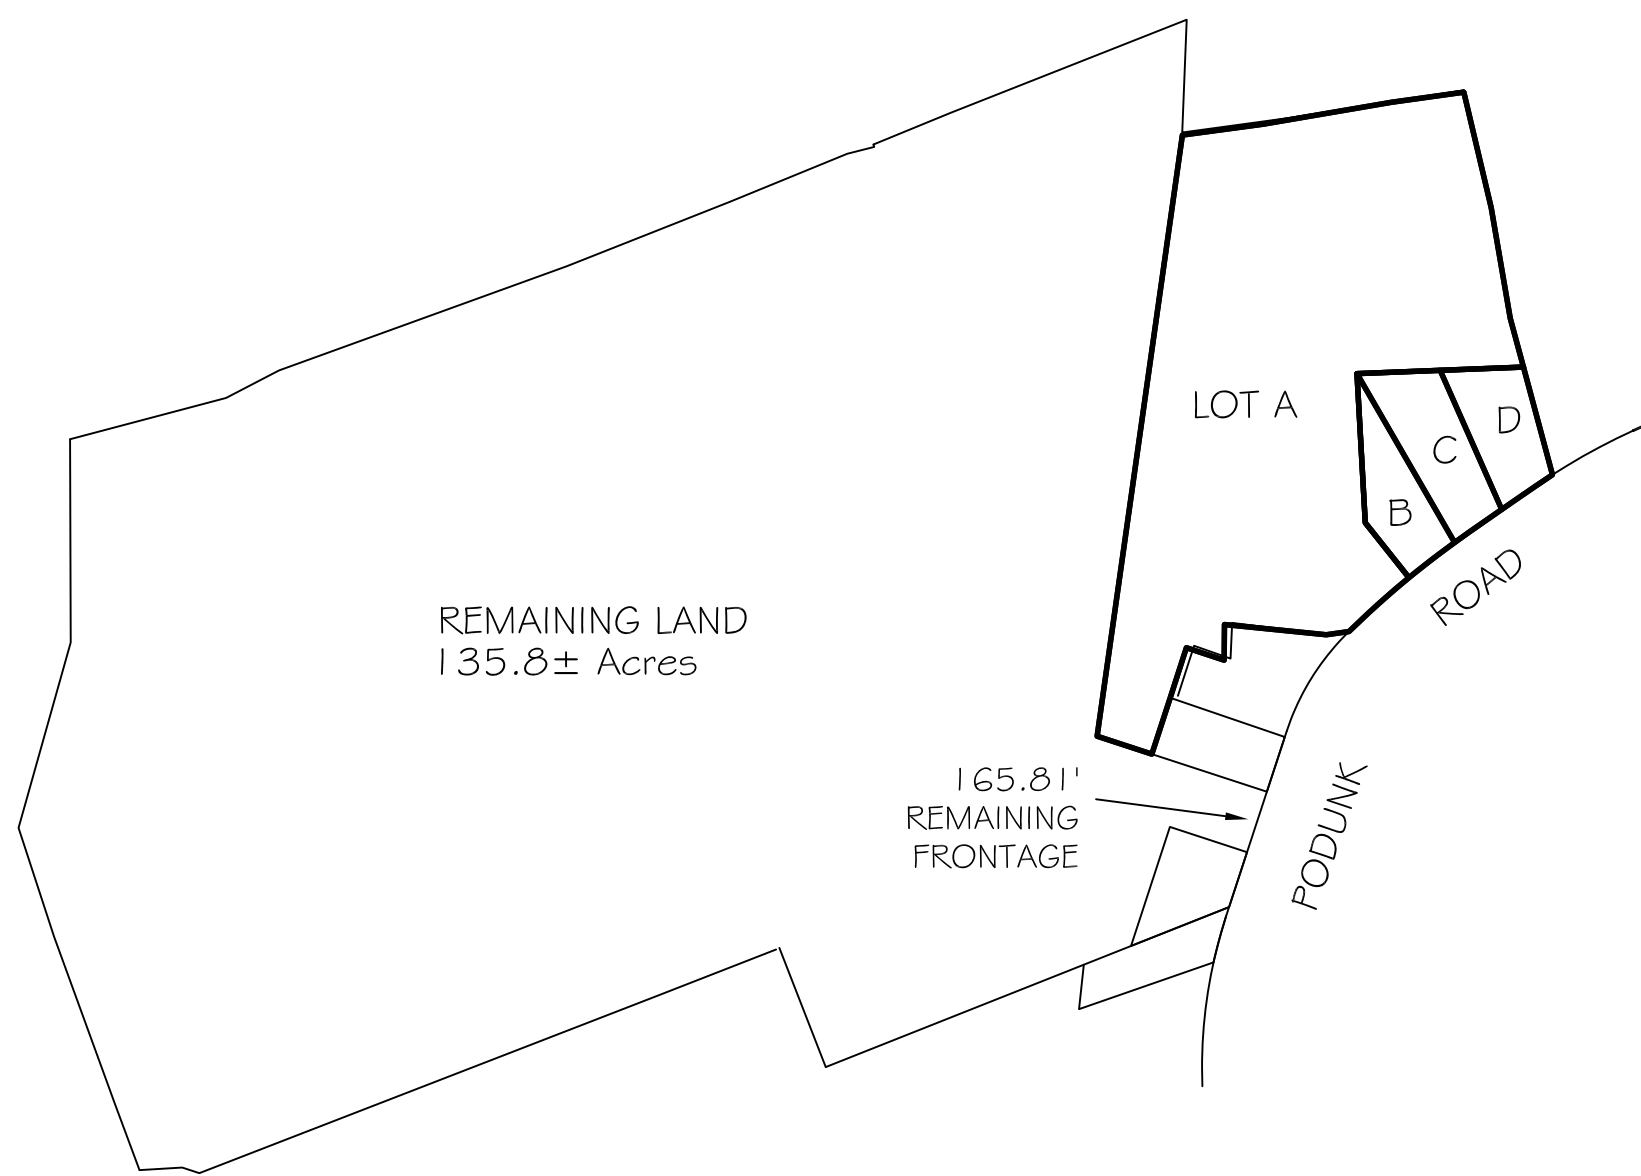 LOT A
D
C
B
ROAD
REMAINING LAND
135.8± Acres
165.81'
REMAINING
FRONTAGE
PODUNK